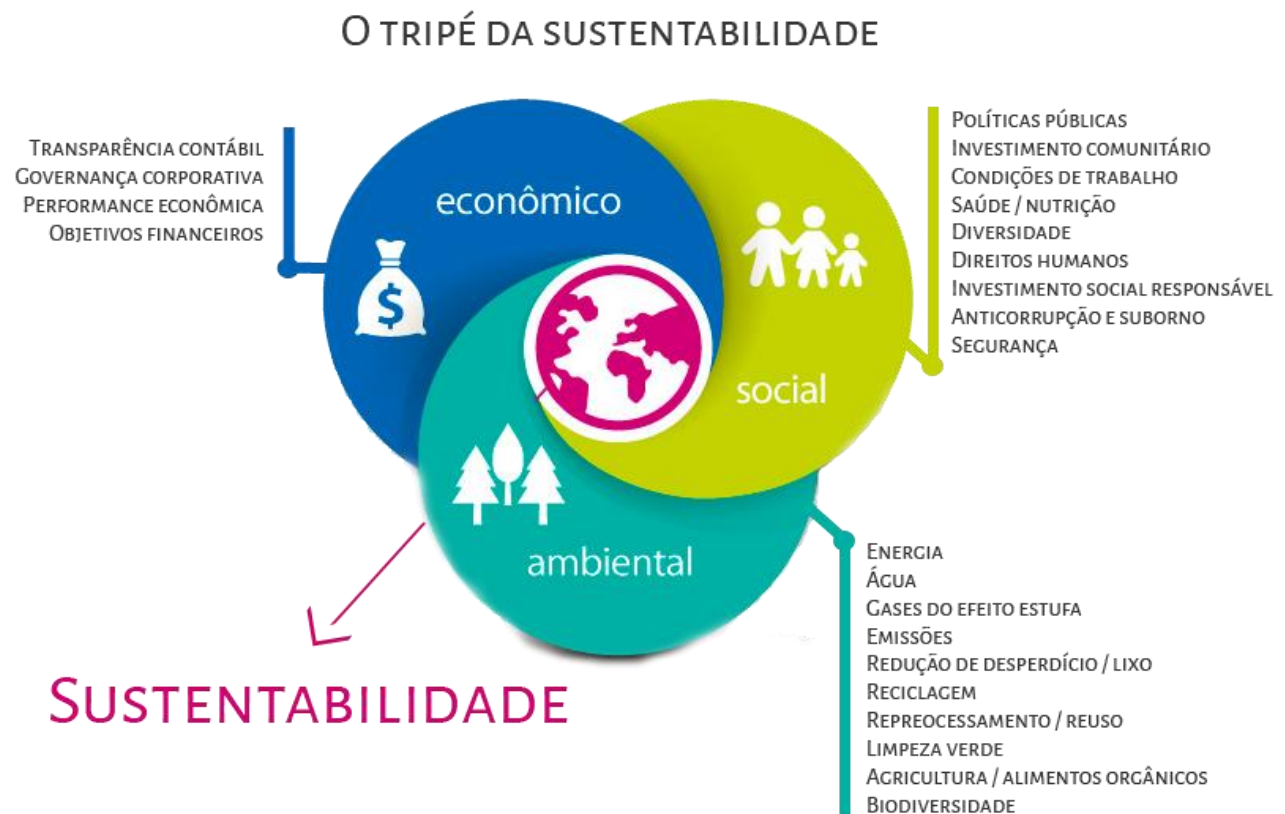 O TRIPÉ DA SUSTENTABILIDADE
TRANSPARÊNCIA CONTÁBIL
GOVERNANÇA CORPORATIVA
PERFORMANCE ECONÔMICA
OBJETIVOS FINANCEIROS
econômico
$
POLÍTICAS PÚBLICAS
INVESTIMENTO COMUNITÁRIO
CONDIÇÕES DE TRABALHO
SAÚDE / NUTRIÇÃO
DIVERSIDADE
DIREITOS HUMANOS
INVESTIMENTO SOCIAL RESPONSÁVEL
ANTICORRUPÇÃO E SUBORNO
SEGURANÇA
social
ambiental
ENERGIA
ÁGUA
GASES DO EFEITO ESTUFA
EMISSÕES
REDUÇÃO DE DESPERDÍCIO / LIXO
RECICLAGEM
REPREOCESSAMENTO / REUSO
LIMPEZA VERDE
AGRICULTURA / ALIMENTOS ORGÂNICOS
BIODIVERSIDADE
SUSTENTABILIDADE